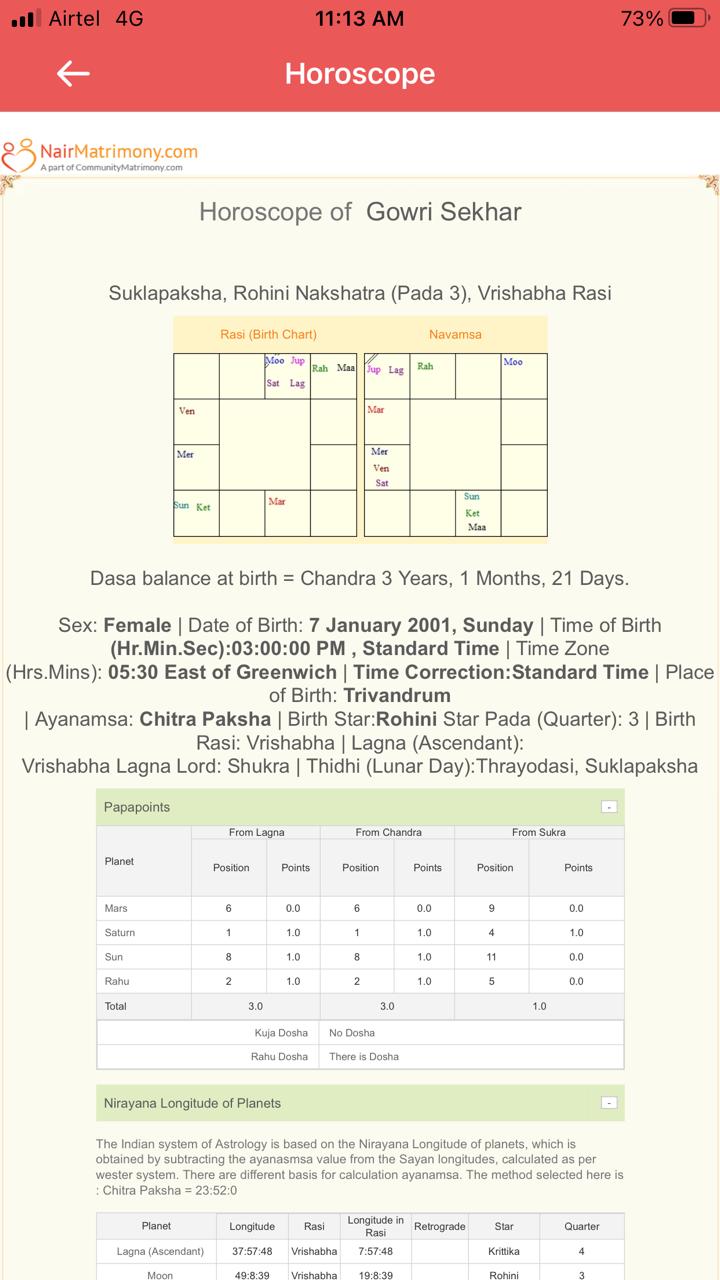 Airtel 4G 11:13 AM 73%
Horoscope
NairMatrimony.com
A part of CommunityMatrimony.com
Horoscope of Gowri Sekhar
Suklapaksha, Rohini Nakshatra (Pada 3), Vrishabha Rasi
Rasi (Birth Chart) Navamsa
Moo Jup Rah Maa Jup Lag Rah Moo
Sat Lag
Ven Mar
Mer Mer
Ven
Sat
Sun Ket Mar Sun
Ket
Maa
Dasa balance at birth = Chandra 3 Years, 1 Months, 21 Days.
Sex: Female | Date of Birth: 7 January 2001, Sunday | Time of Birth
(Hr.Min.Sec):03:00:00 PM , Standard Time | Time Zone
(Hrs.Mins): 05:30 East of Greenwich | Time Correction:Standard Time | Place
of Birth: Trivandrum
| Ayanamsa: Chitra Paksha | Birth Star:Rohini Star Pada (Quarter): 3 | Birth
Rasi: Vrishabha | Lagna (Ascendant):
Vrishabha Lagna Lord: Shukra | Thidhi (Lunar Day):Thrayodasi, Suklapaksha
Papapoints -
Planet From Lagna From Chandra From Sukra
Position Points Position Points Position Points
Mars 6 0.0 6 0.0 9 0.0
Saturn 1 1.0 1 1.0 4 1.0
Sun 8 1.0 8 1.0 11 0.0
Rahu 2 1.0 2 1.0 5 0.0
Total 3.0 3.0 1.0
Kuja Dosha No Dosha
Rahu Dosha There is Dosha
Nirayana Longitude of Planets -
The Indian system of Astrology is based on the Nirayana Longitude of planets, which is
obtained by subtracting the ayanasmsa value from the Sayan longitudes, calculated as per
wester system. There are different basis for calculation ayanamsa. The method selected here is
: Chitra Paksha = 23:52:0
Planet Longitude Rasi Longitude in Rasi Retrograde Star Quarter
Lagna (Ascendant) 37:57:48 Vrishabha 7:57:48 Krittika 4
Moon 49:8:39 Vrishabha 19:8:39 Rohini 3